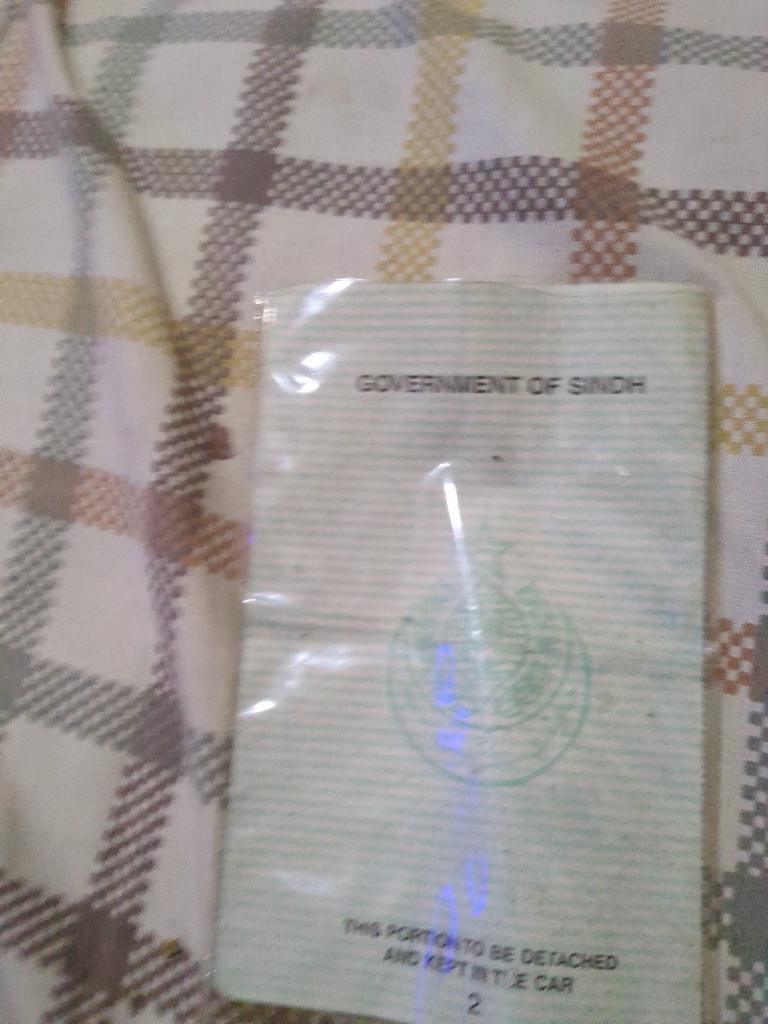 GOVERNMENT OF SINDH
THIS PORTION TO BE DETACHED
AND KEPT IN THE CAR
2